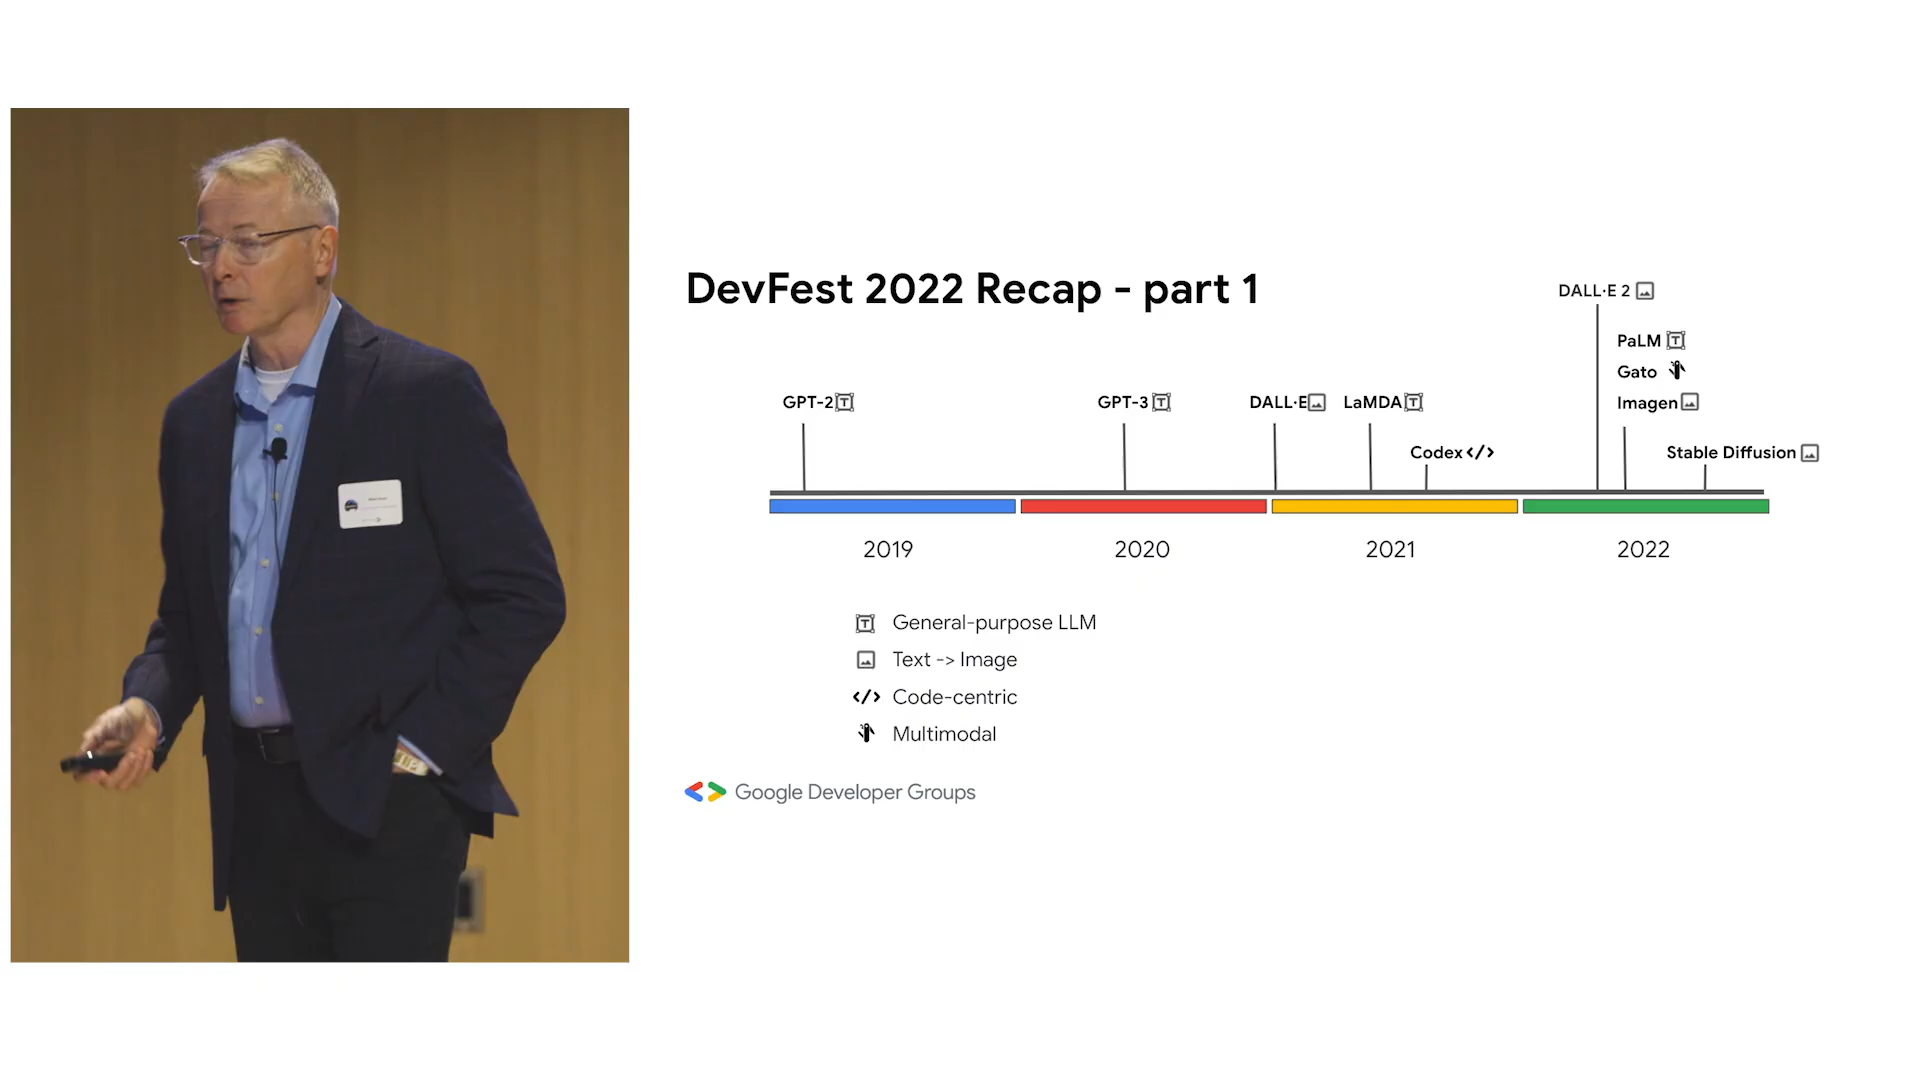 DevFest 2022 Recap - part 1
DALL·E 2
PaLM
Gato
Imagen
GPT-2
GPT-3
DALL·E
LaMDA
Codex
Stable Diffusion
2019
2020
2021
2022
General-purpose LLM
Text -> Image
</> Code-centric
Multimodal
Google Developer Groups